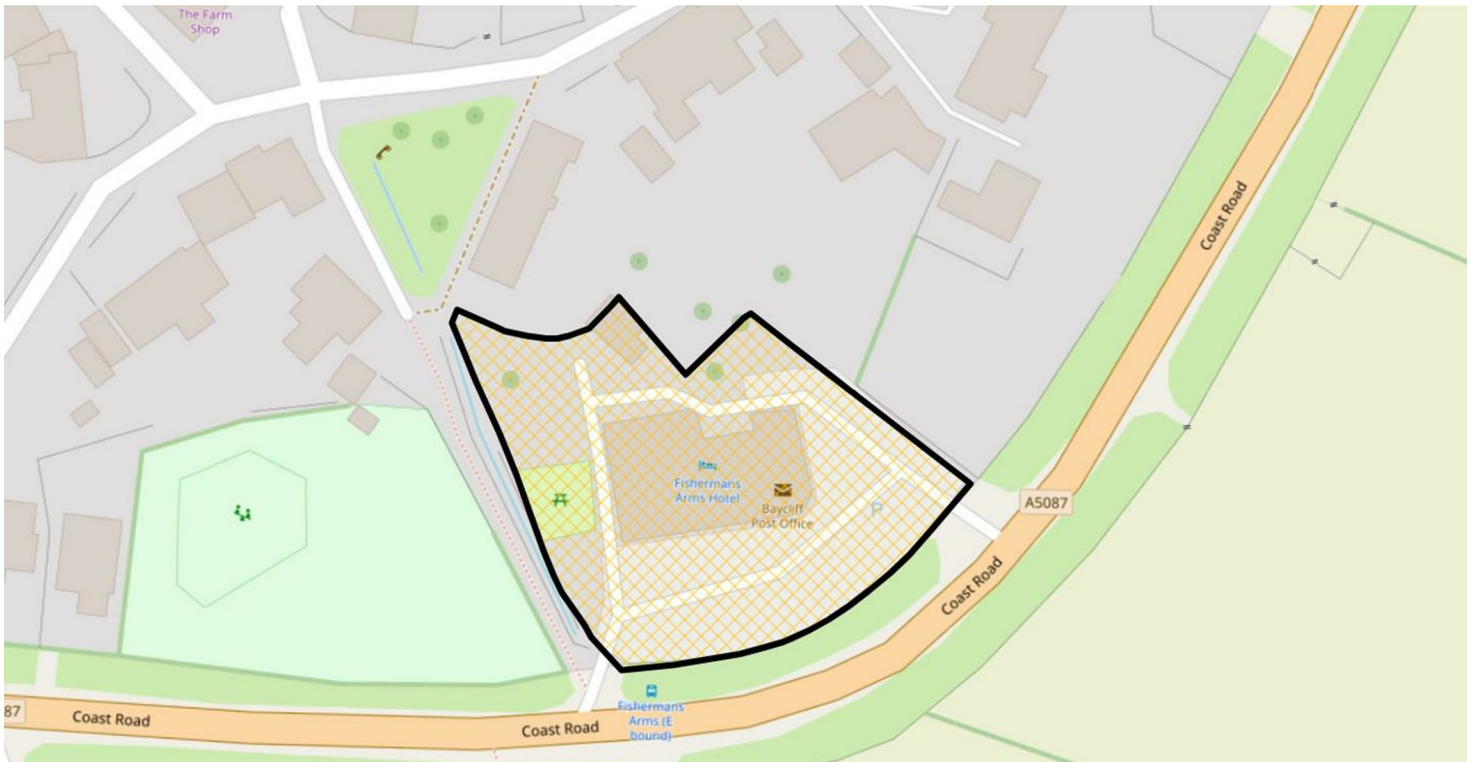 The Farm
Shop
Coast Road
Fishermans
Arms Hotel
Baycliff
Post Office
P
A5087
Coast Road
87
Coast Road
Coast Road
Fishermans
Arms (E
bound)